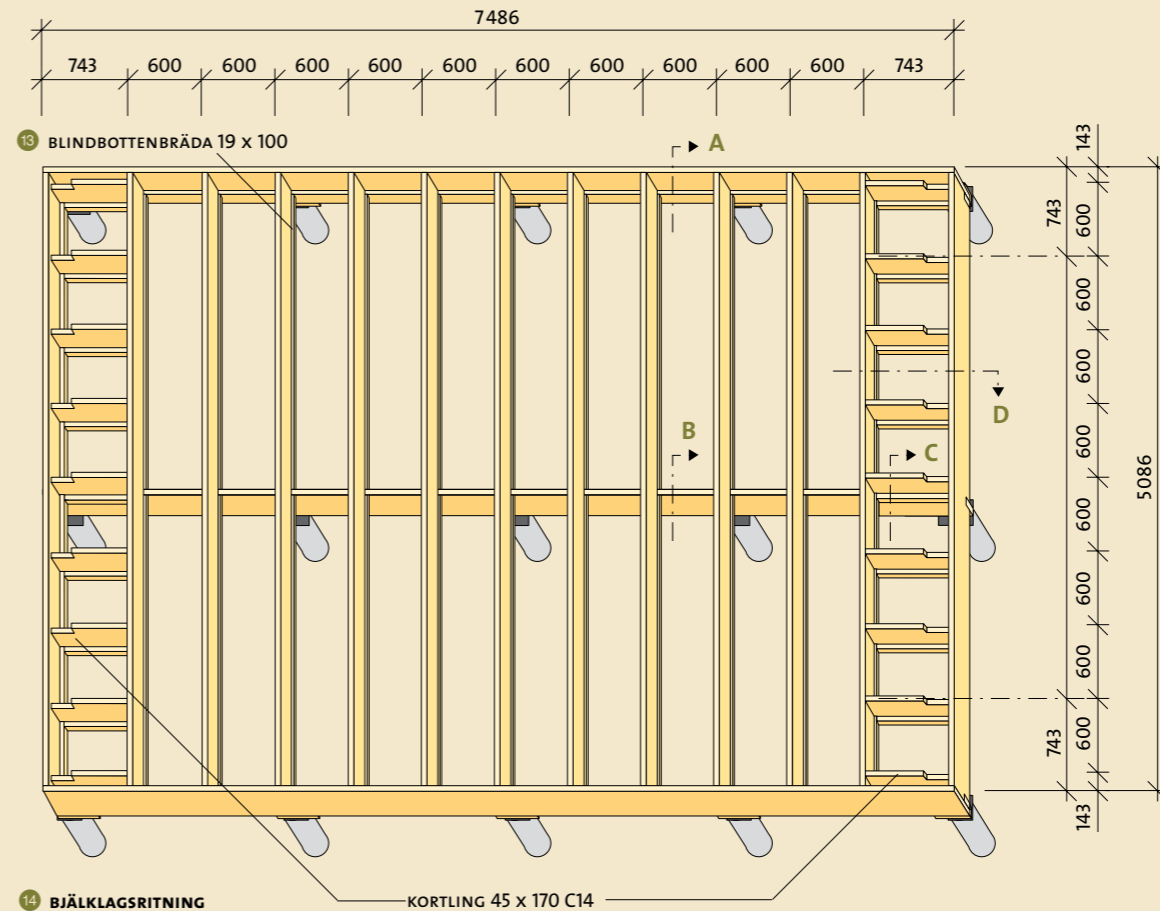 7486
743 600 600 600 600 600 600 600 600 600 600 743
13 BLINDBOTTENBRÄDA 19 x 100
A
143
743
600
600
600
D
B
C
600
5086
600
600
600
743
600
143
14 BJÄLKLAGSRITNING
KORTLING 45 x 170 C14